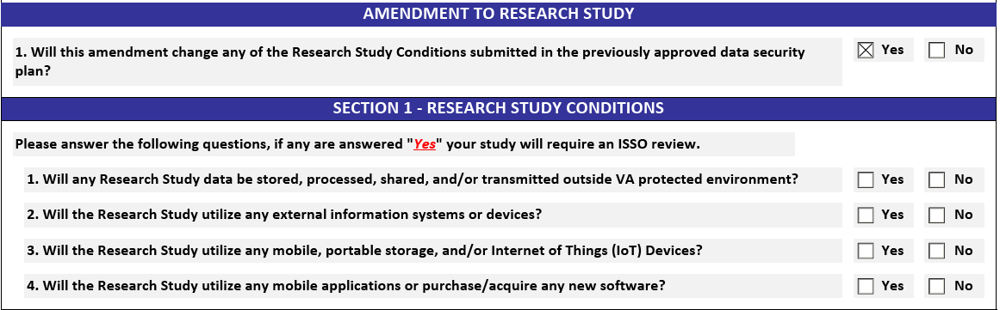 AMENDMENT TO RESEARCH STUDY
1. Will this amendment change any of the Research Study Conditions submitted in the previously approved data security Yes No
plan?
SECTION 1 - RESEARCH STUDY CONDITIONS
Please answer the following questions, if any are answered "Yes" your study will require an ISSO review.
1. Will any Research Study data be stored, processed, shared, and/or transmitted outside VA protected environment? Yes No
2. Will the Research Study utilize any external information systems or devices? Yes No
3. Will the Research Study utilize any mobile, portable storage, and/or Internet of Things (IoT) Devices? Yes No
4. Will the Research Study utilize any mobile applications or purchase/acquire any new software? Yes No